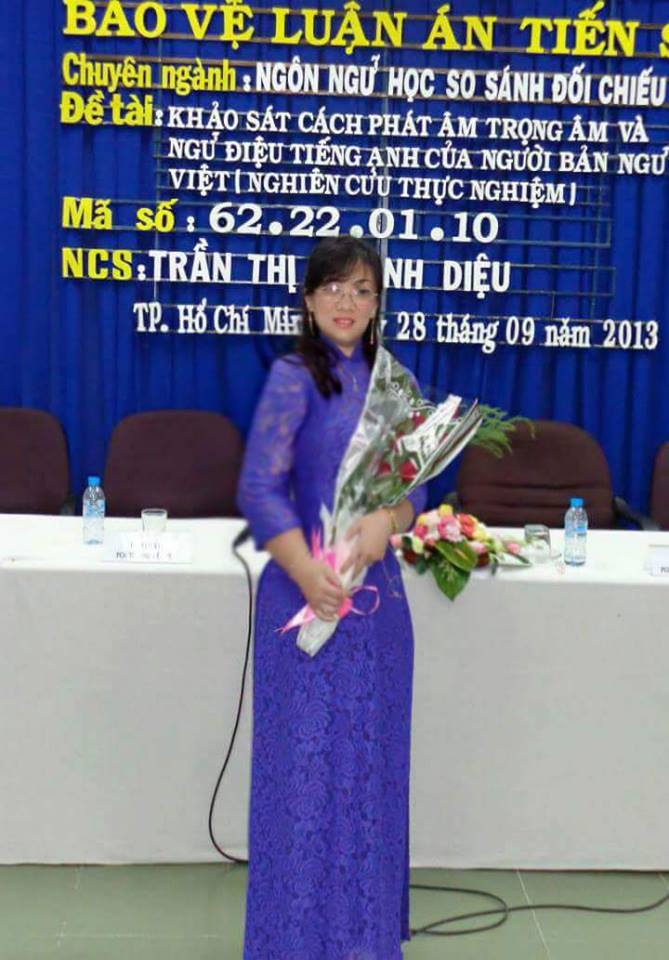 BẢO VỆ LUẬN ÁN TIẾN S
Chuyên ngành : NGÔN NGỮ HỌC SO SÁNH ĐỐI CHIẾU
Đề tài : KHẢO SÁT CÁCH PHÁT ÂM TRỌNG ÂM VÀ
NGỮ ĐIỆU TIẾNG ANH CỦA NGƯỜI BẢN NGỮ
VIỆT ( NGHIÊN CỨU THỰC NGHIỆM )
Mã số : 62.22.01.10
NCS : TRẦN THỊ NH DIỆU
TP. Hồ Chí Min 28 tháng 09 năm 2013